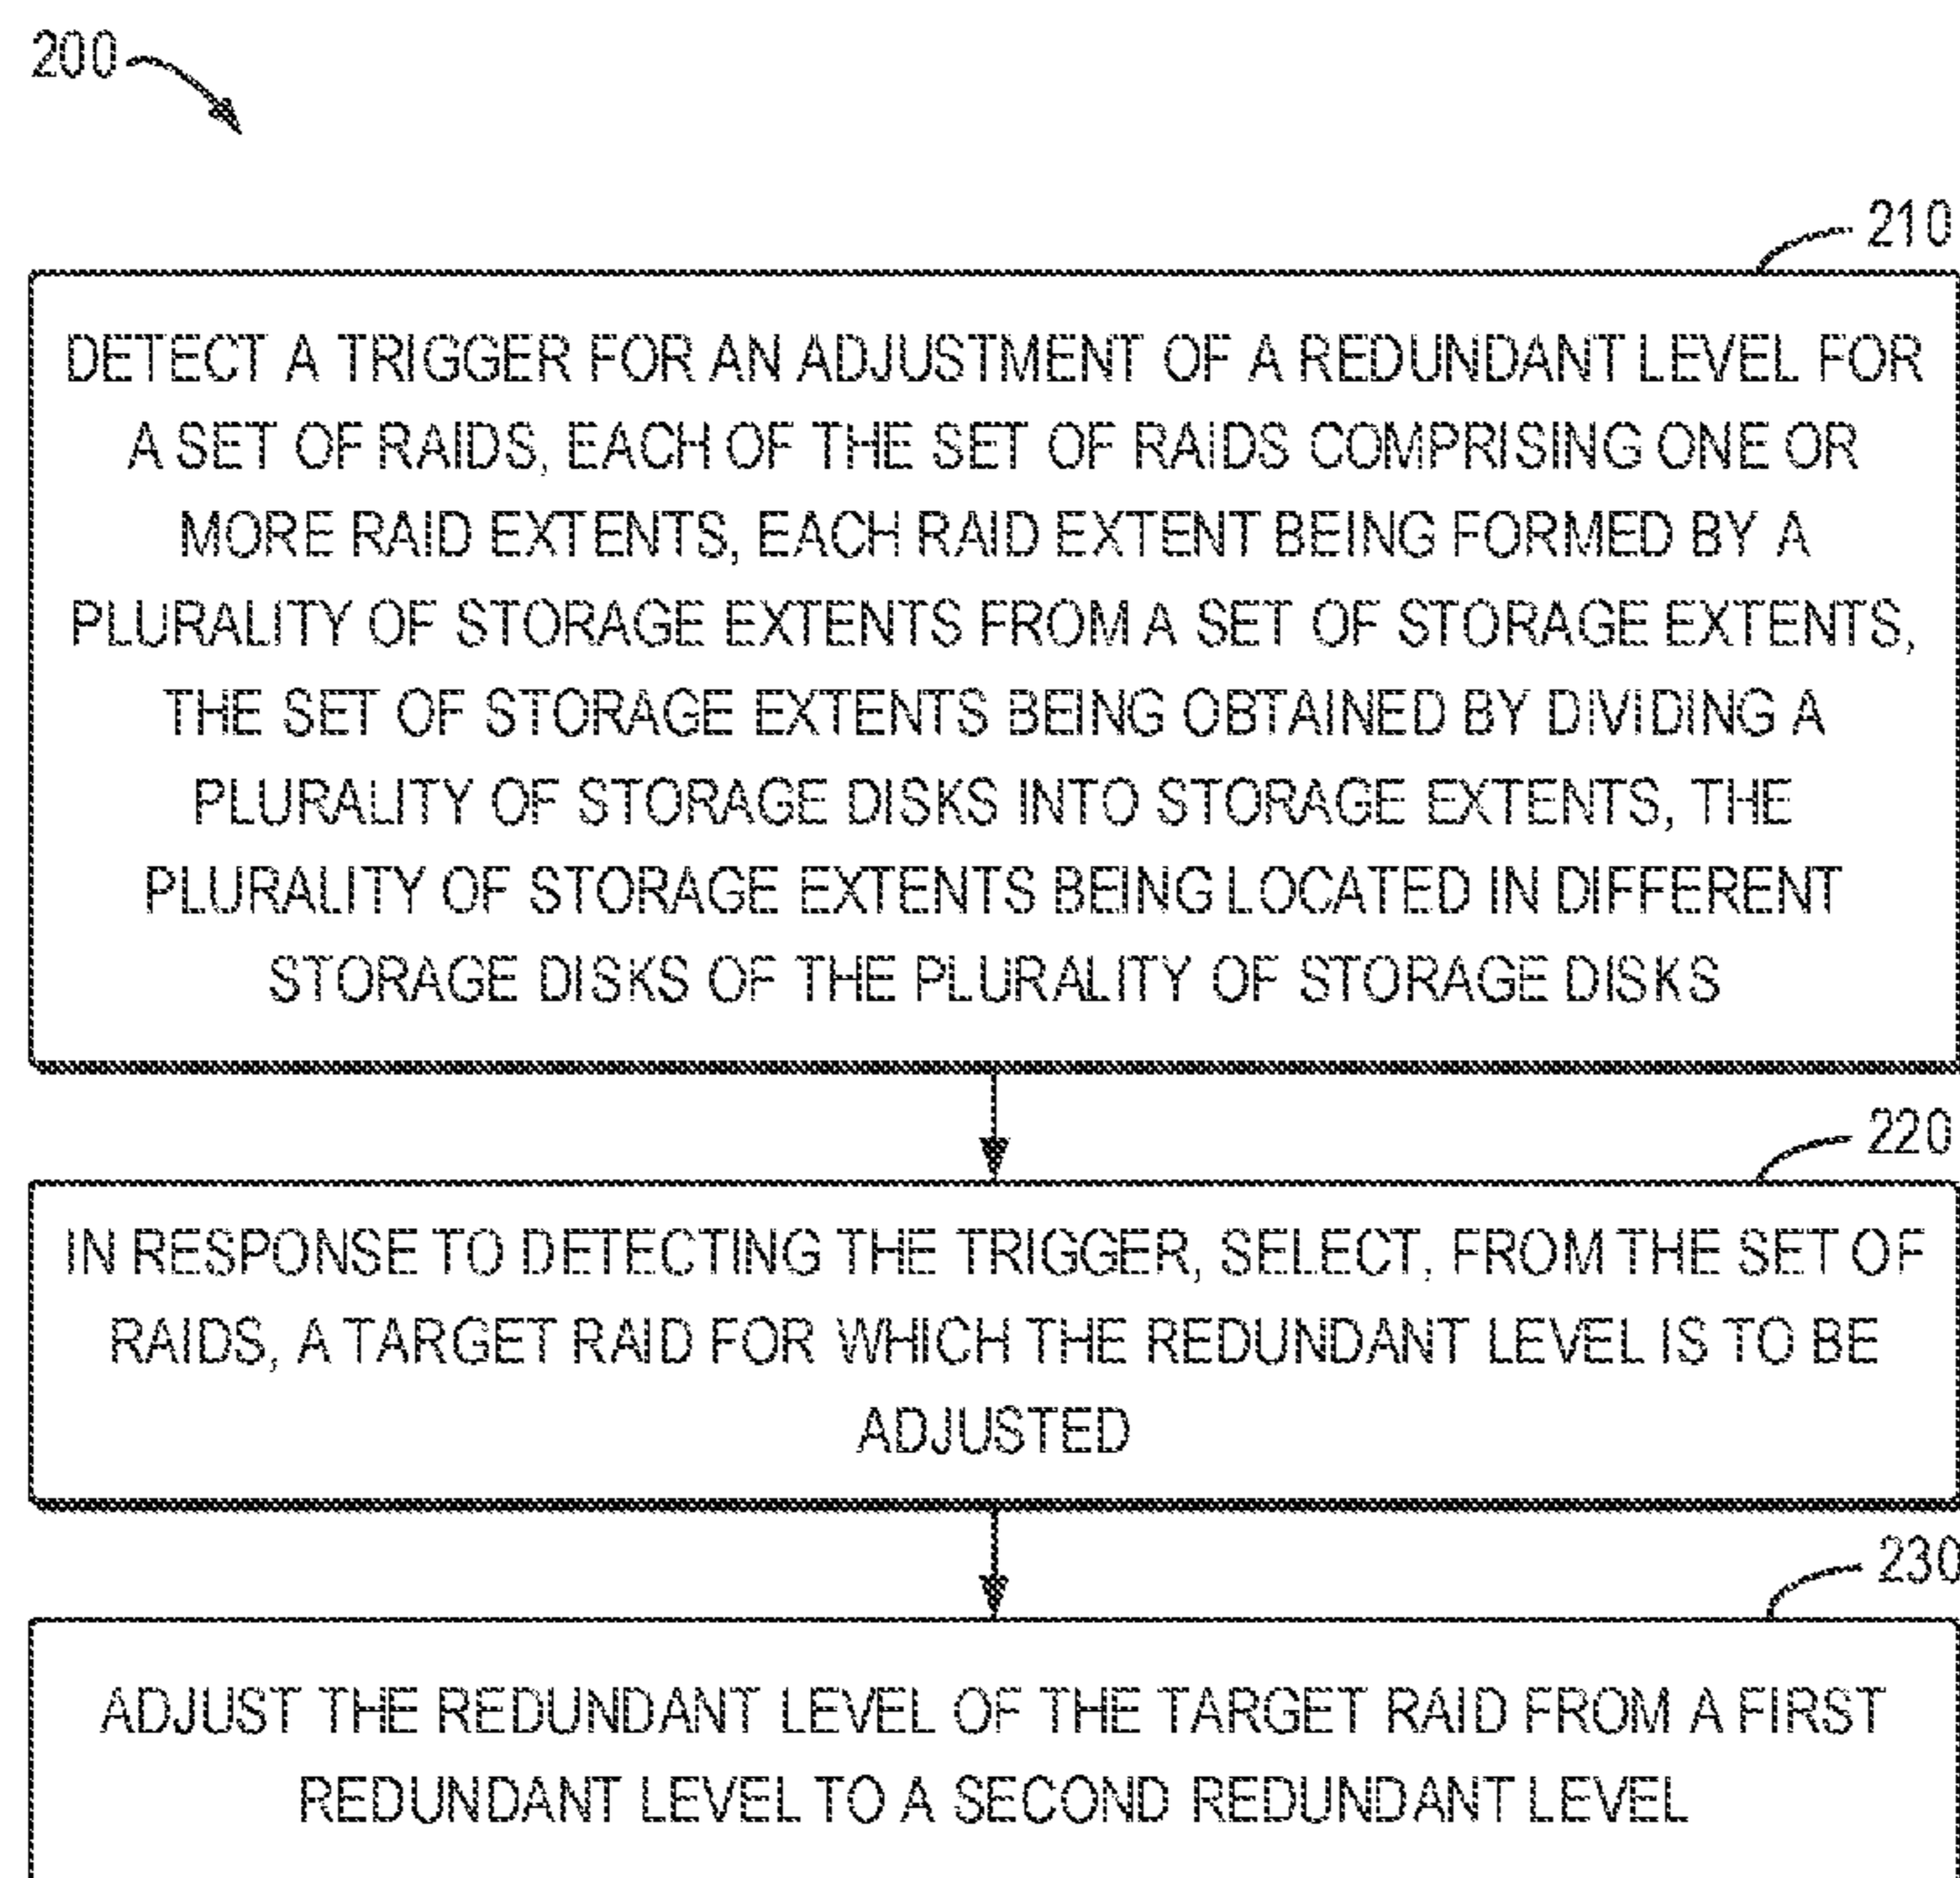 200
210
DETECT A TRIGGER FOR AN ADJUSTMENT OF A REDUNDANT LEVEL FOR
A SET OF RAIDS, EACH OF THE SET OF RAIDS COMPRISING ONE OR
MORE RAID EXTENTS, EACH RAID EXTENT BEING FORMED BY A
PLURALITY OF STORAGE EXTENTS FROM A SET OF STORAGE EXTENTS,
THE SET OF STORAGE EXTENTS BEING OBTAINED BY DIVIDING A
PLURALITY OF STORAGE DISKS INTO STORAGE EXTENTS, THE
PLURALITY OF STORAGE EXTENTS BEING LOCATED IN DIFFERENT
STORAGE DISKS OF THE PLURALITY OF STORAGE DISKS
220
IN RESPONSE TO DETECTING THE TRIGGER, SELECT, FROM THE SET OF
RAIDS, A TARGET RAID FOR WHICH THE REDUNDANT LEVEL IS TO BE
ADJUSTED
230
ADJUST THE REDUNDANT LEVEL OF THE TARGET RAID FROM A FIRST
REDUNDANT LEVEL TO A SECOND REDUNDANT LEVEL